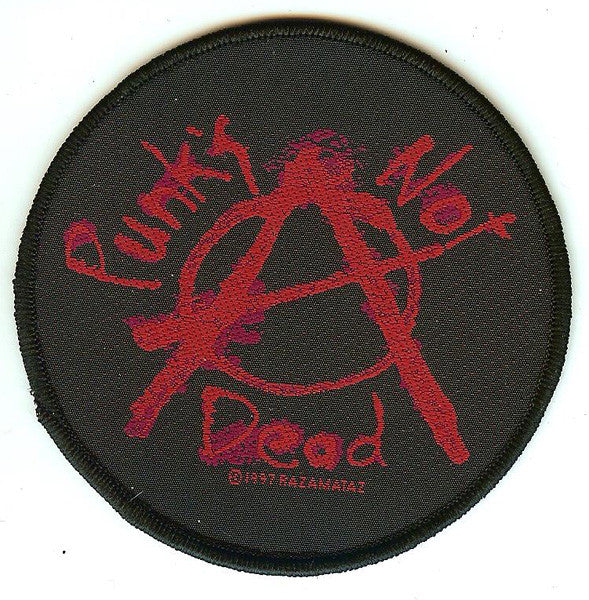 Punk's Not
Dead
© 1997 RAZAMATAZ